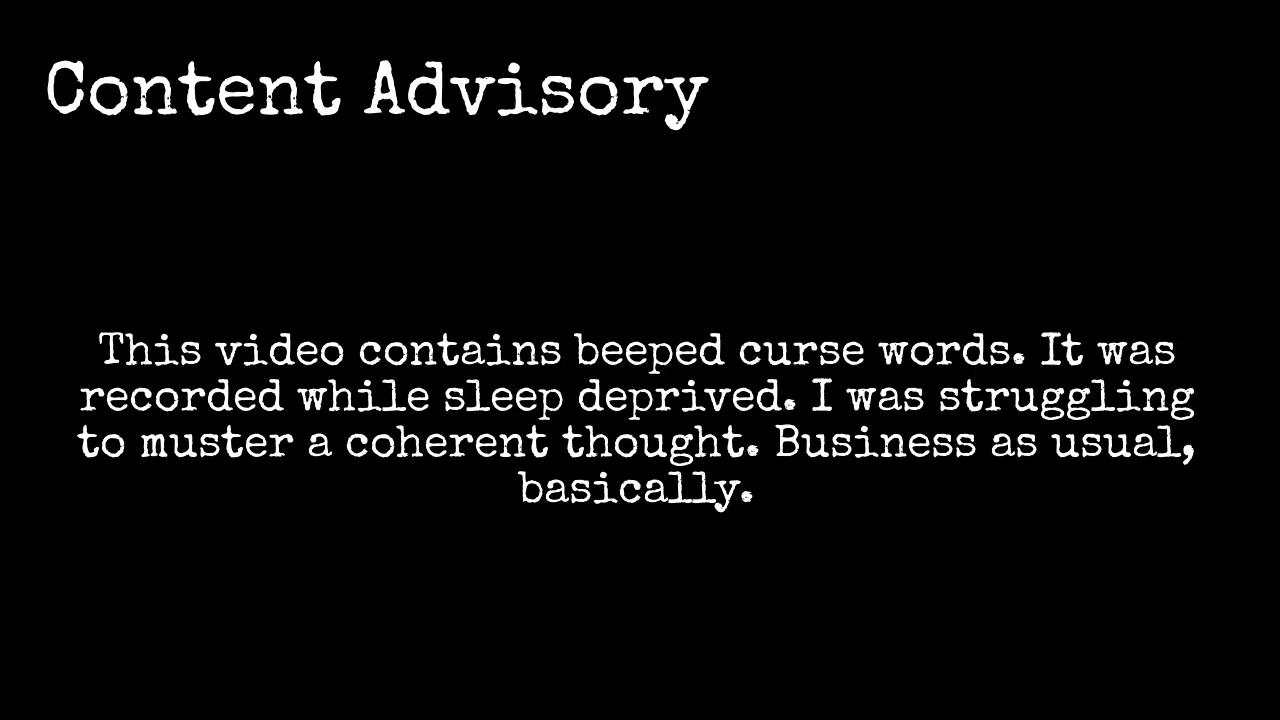 Content Advisory
This video contains beeped curse words. It was
recorded while sleep deprived. I was struggling
to muster a coherent thought. Business as usual,
basically.